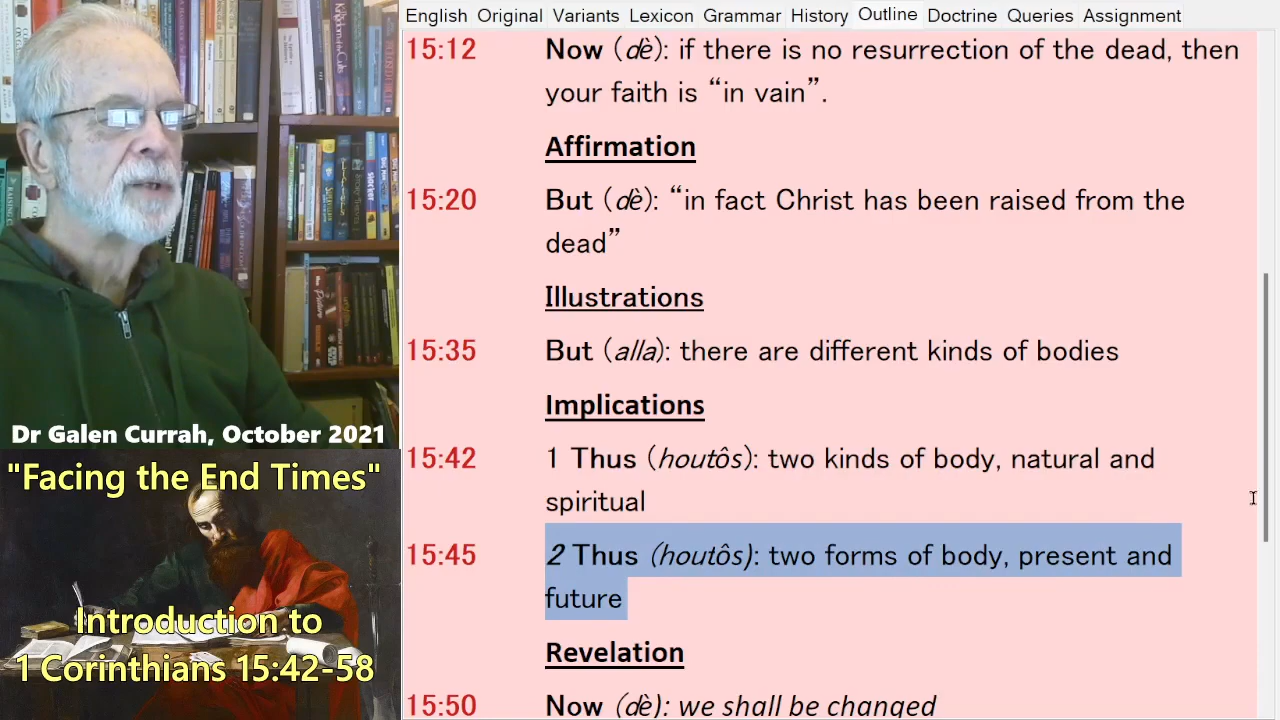 English Original Variants Lexicon Grammar History Outline Doctrine Queries Assignment
15:12 Now (dè): if there is no resurrection of the dead, then
your faith is “in vain”.
Affirmation
15:20 But (dè): “in fact Christ has been raised from the
dead”
Illustrations
15:35 But (alla): there are different kinds of bodies
Implications
15:42 1 Thus (houtôs): two kinds of body, natural and
spiritual
15:45 2 Thus (houtôs): two forms of body, present and
future
Revelation
15:50 Now (dè): we shall be changed
Dr Galen Currah, October 2021
"Facing the End Times"
Introduction to
1 Corinthians 15:42-58